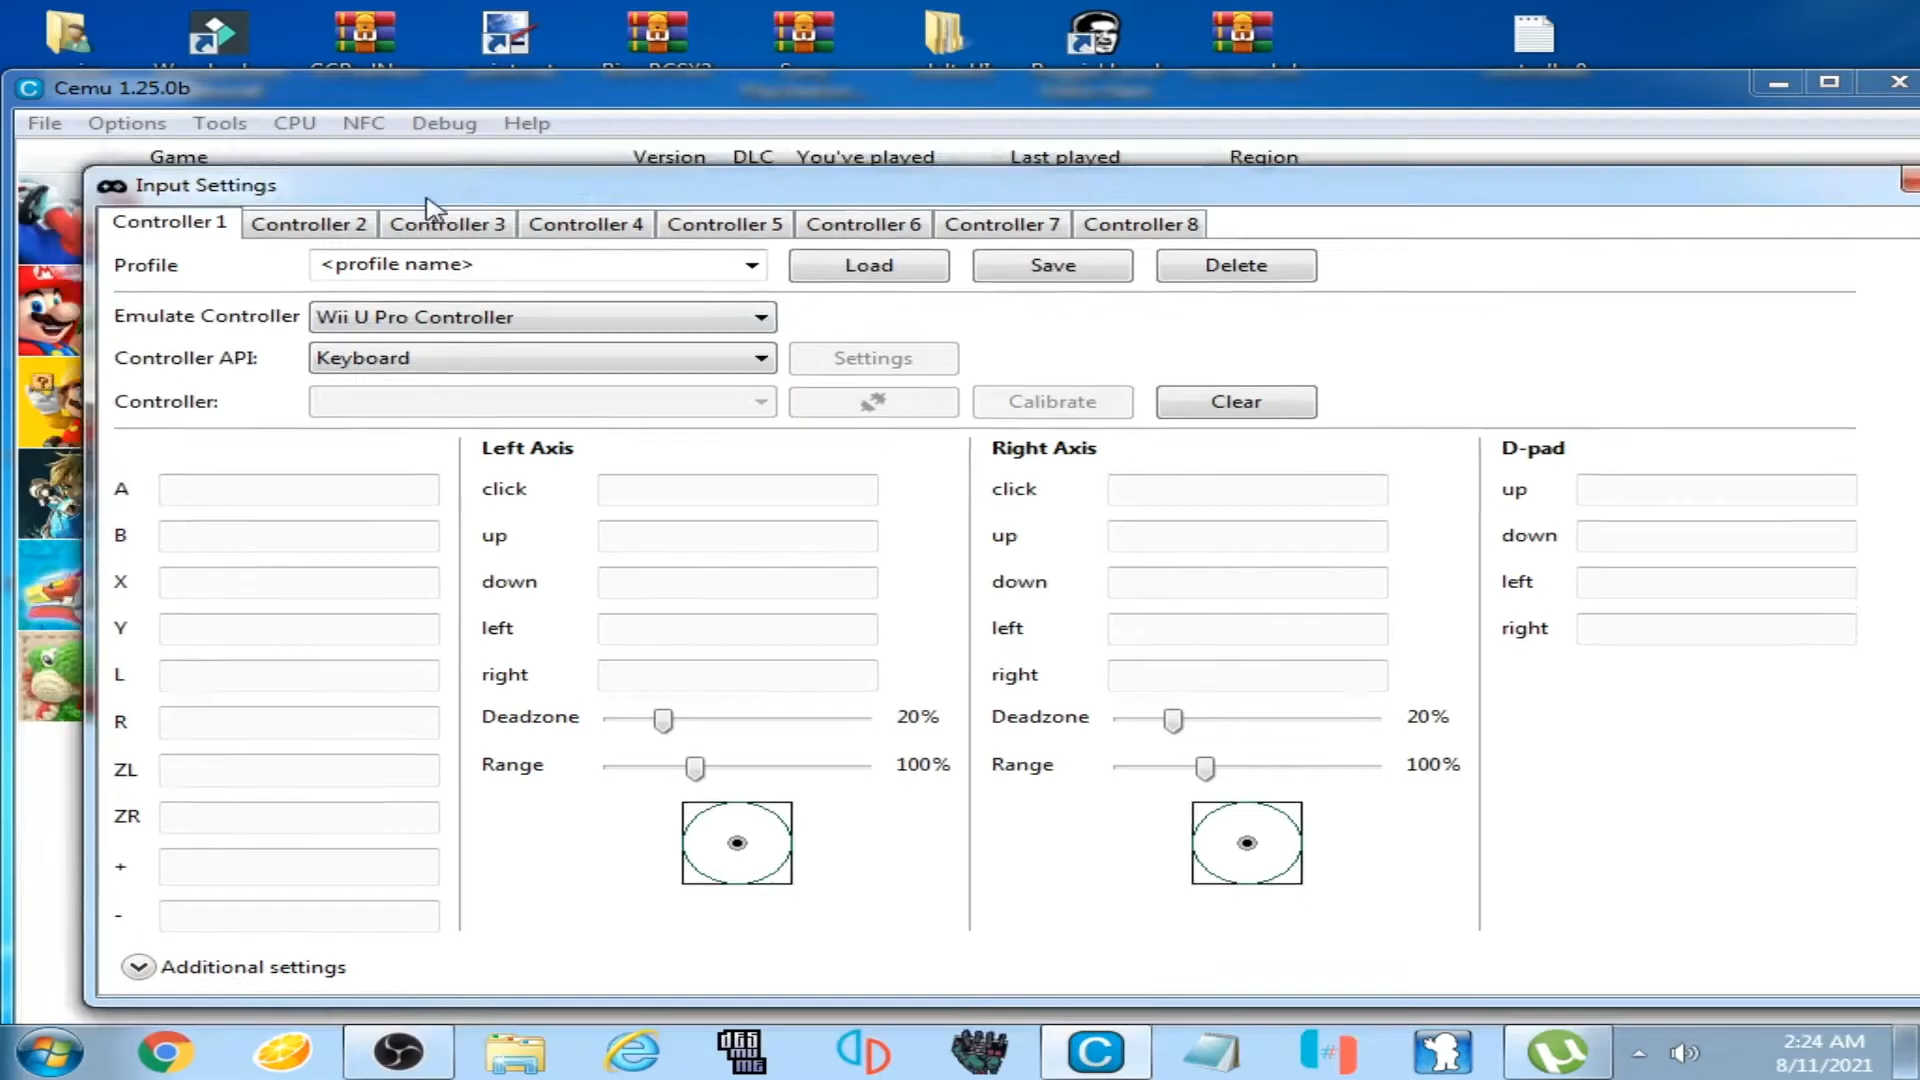 Cemu 1.25.0b
File Options Tools CPU NFC Debug Help
Game Version DLC You've played Last played Region
Input Settings
Controller 1 Controller 2 Controller 3 Controller 4 Controller 5 Controller 6 Controller 7 Controller 8
Profile <profile name> Load Save Delete
Emulate Controller Wii U Pro Controller
Controller API: Keyboard Settings
Controller: Calibrate Clear
Left Axis Right Axis D-pad
A click click up
B up up down
X down down left
Y left left right
L right right
R Deadzone 20% Deadzone 20%
ZL Range 100% Range 100%
ZR
+
-
Additional settings
2:24 AM
8/11/2021